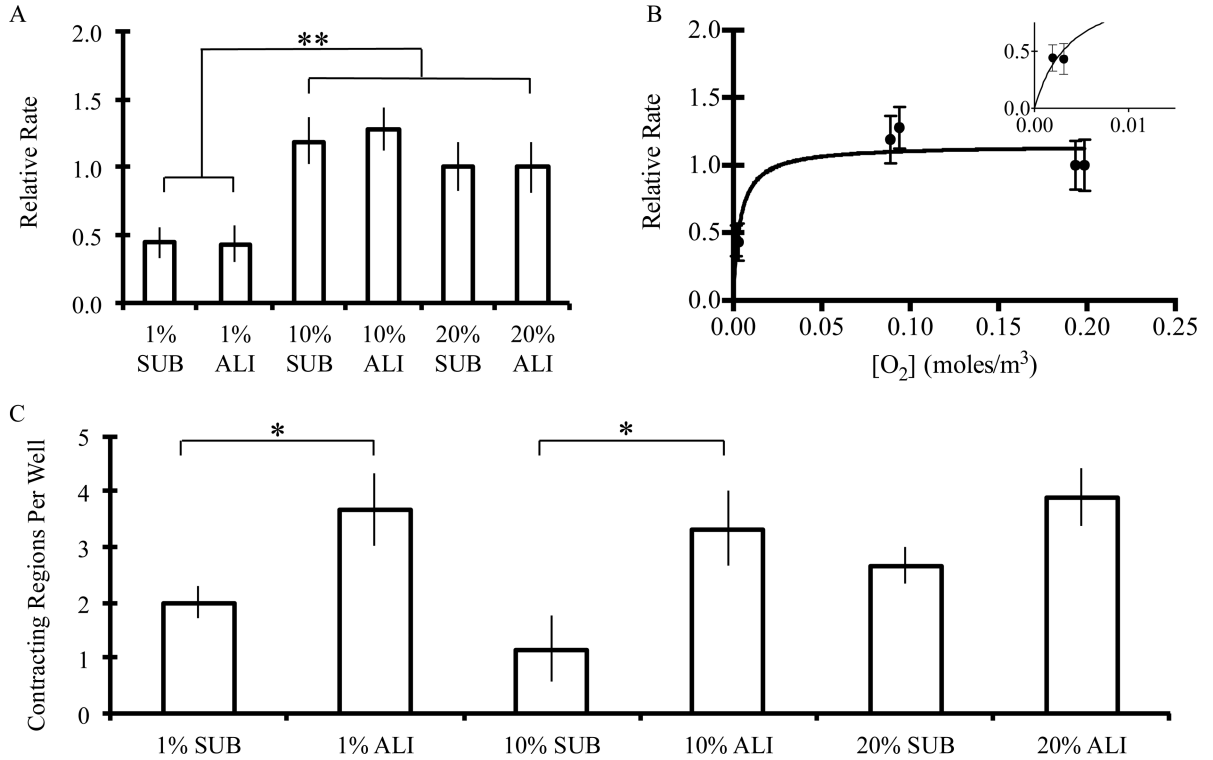 A
2.0
1.5
1.0
0.5
0.0
Relative Rate
**
1% 1% 10% 10% 20% 20%
SUB ALI SUB ALI SUB ALI
B
2.0
1.5
1.0
0.5
0.0
Relative Rate
0.00 0.05 0.10 0.15 0.20 0.25
[O2] (moles/m3)
0.5
0.0
0.00 0.01
C
5
4
3
2
1
0
Contracting Regions Per Well
* *
1% SUB 1% ALI 10% SUB 10% ALI 20% SUB 20% ALI